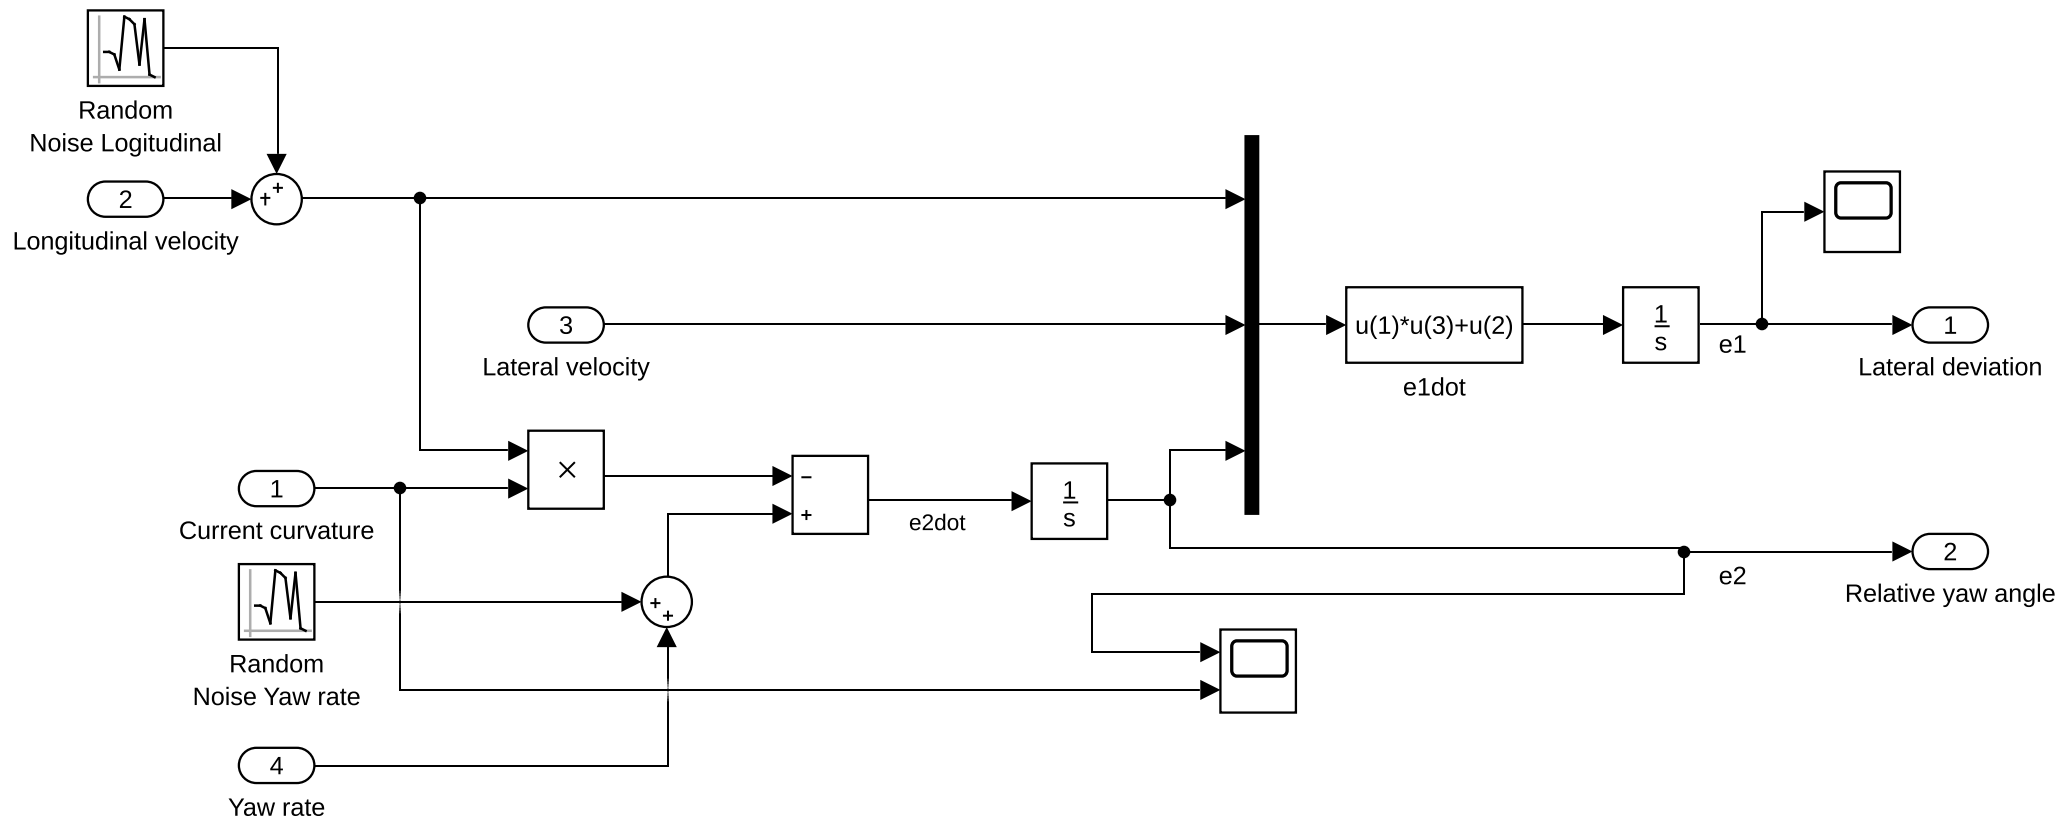 Random
Noise Logitudinal
2
Longitudinal velocity
+
+
3
Lateral velocity
u(1)*u(3)+u(2)
e1dot
1
s
e1
1
Lateral deviation
×
1
Current curvature
−
+
e2dot
1
s
2
Relative yaw angle
e2
Random
Noise Yaw rate
+
+
4
Yaw rate